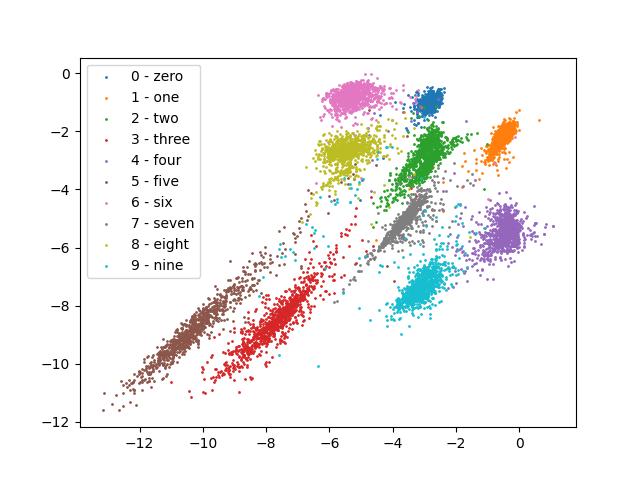 0 - zero
1 - one
2 - two
3 - three
4 - four
5 - five
6 - six
7 - seven
8 - eight
9 - nine
0
−2
−4
−6
−8
−10
−12
−12 −10 −8 −6 −4 −2 0